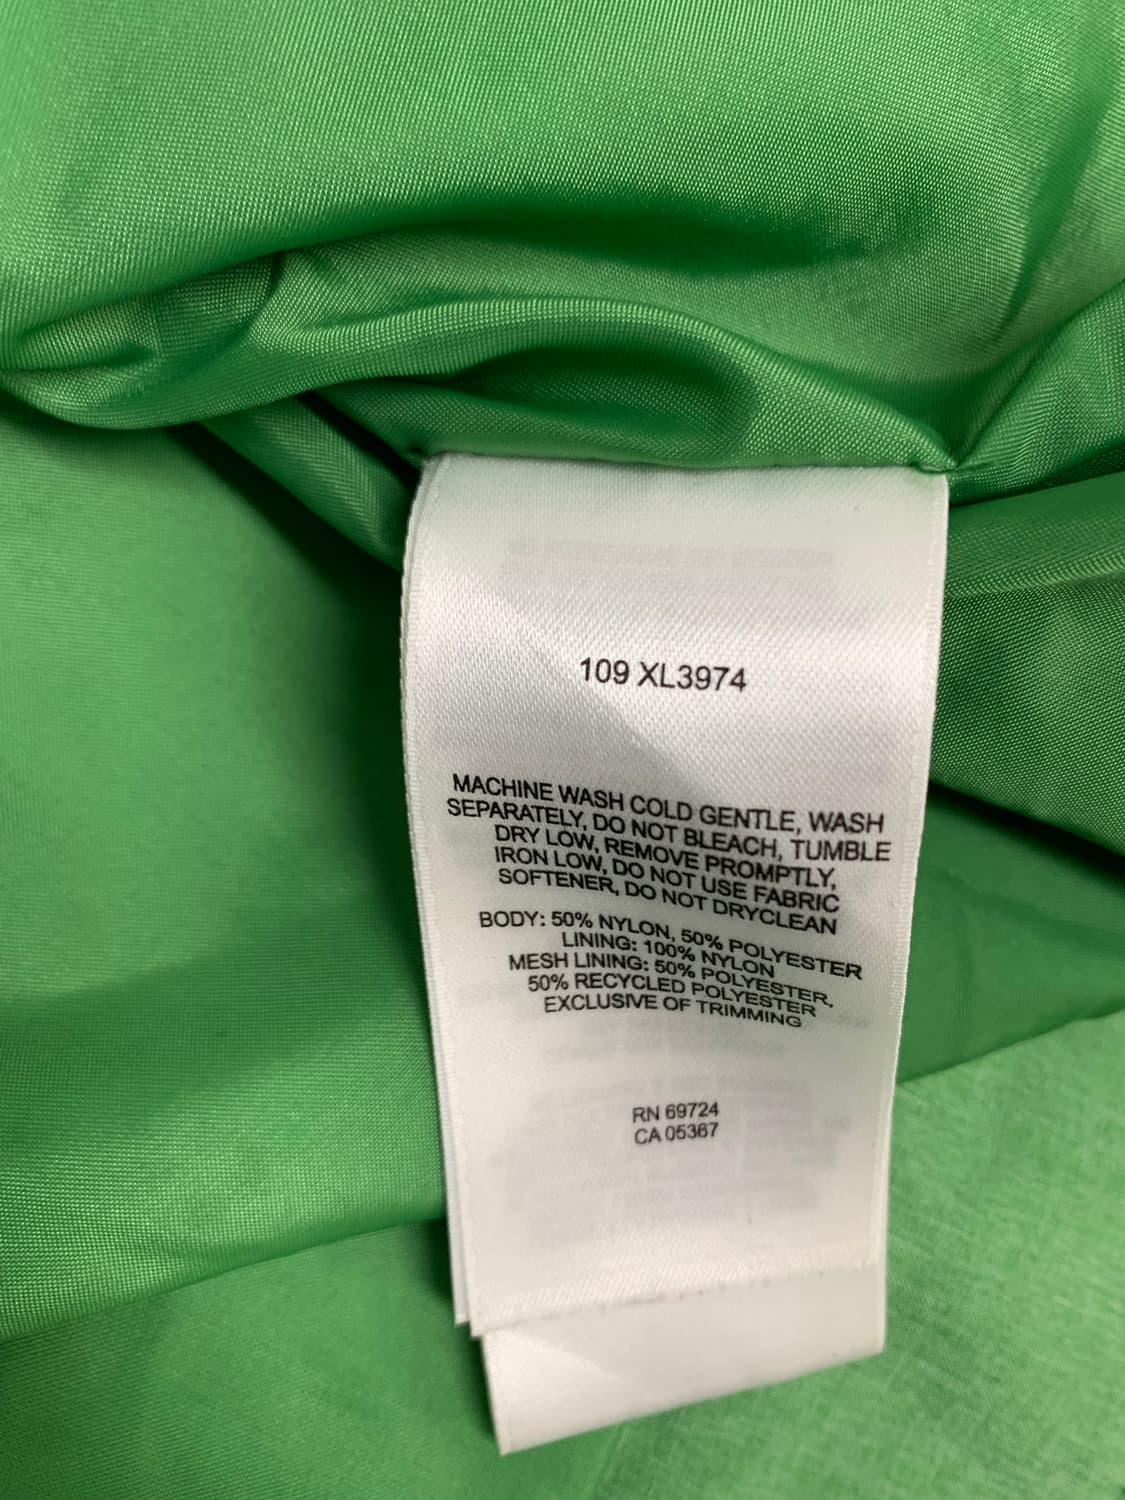 109 XL3974
MACHINE WASH COLD GENTLE, WASH
SEPARATELY, DO NOT BLEACH, TUMBLE
DRY LOW, REMOVE PROMPTLY,
IRON LOW, DO NOT USE FABRIC
SOFTENER, DO NOT DRYCLEAN
BODY: 50% NYLON, 50% POLYESTER
LINING: 100% NYLON
MESH LINING: 50% POLYESTER,
50% RECYCLED POLYESTER
EXCLUSIVE OF TRIMMING
RN 69724
CA 05367